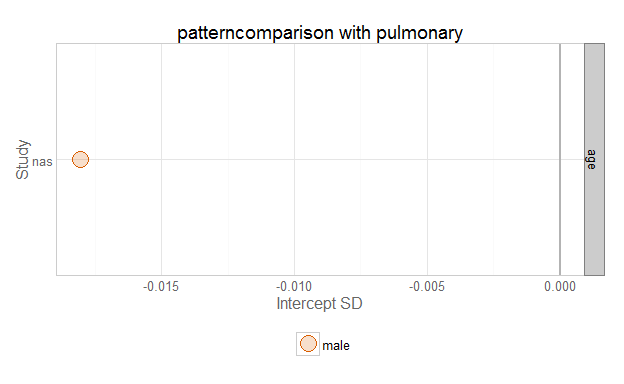 patterncomparison with pulmonary
Study
nas
age
-0.015 -0.010 -0.005 0.000
Intercept SD
male